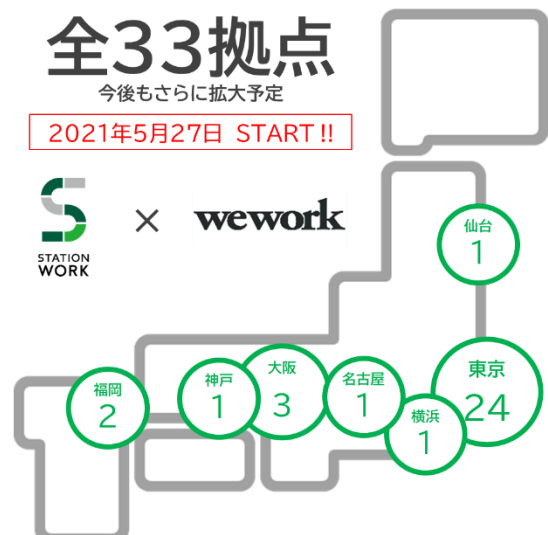 全33拠点
今後もさらに拡大予定
2021年5月27日 START!!
STATION
WORK
×
wework
仙台
1
東京
24
横浜
1
名古屋
1
大阪
3
神戸
1
福岡
2